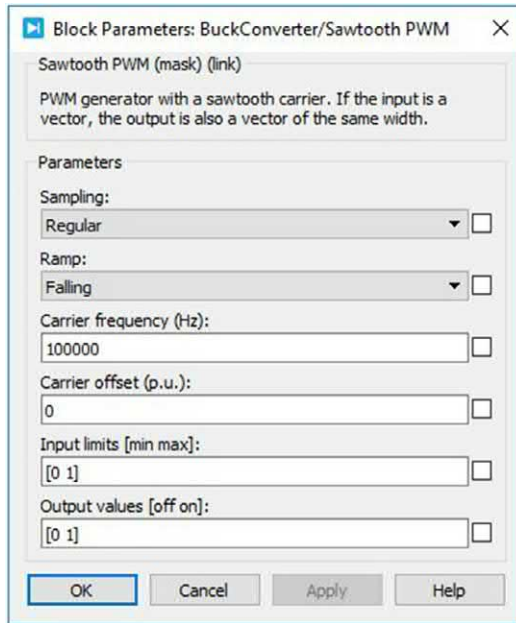 Block Parameters: BuckConverter/Sawtooth PWM
Sawtooth PWM (mask) (link)
PWM generator with a sawtooth carrier. If the input is a
vector, the output is also a vector of the same width.
Parameters
Sampling:
Regular
Ramp:
Falling
Carrier frequency (Hz):
100000
Carrier offset (p.u.):
0
Input limits [min max]:
[0 1]
Output values [off on]:
[0 1]
OK Cancel Apply Help